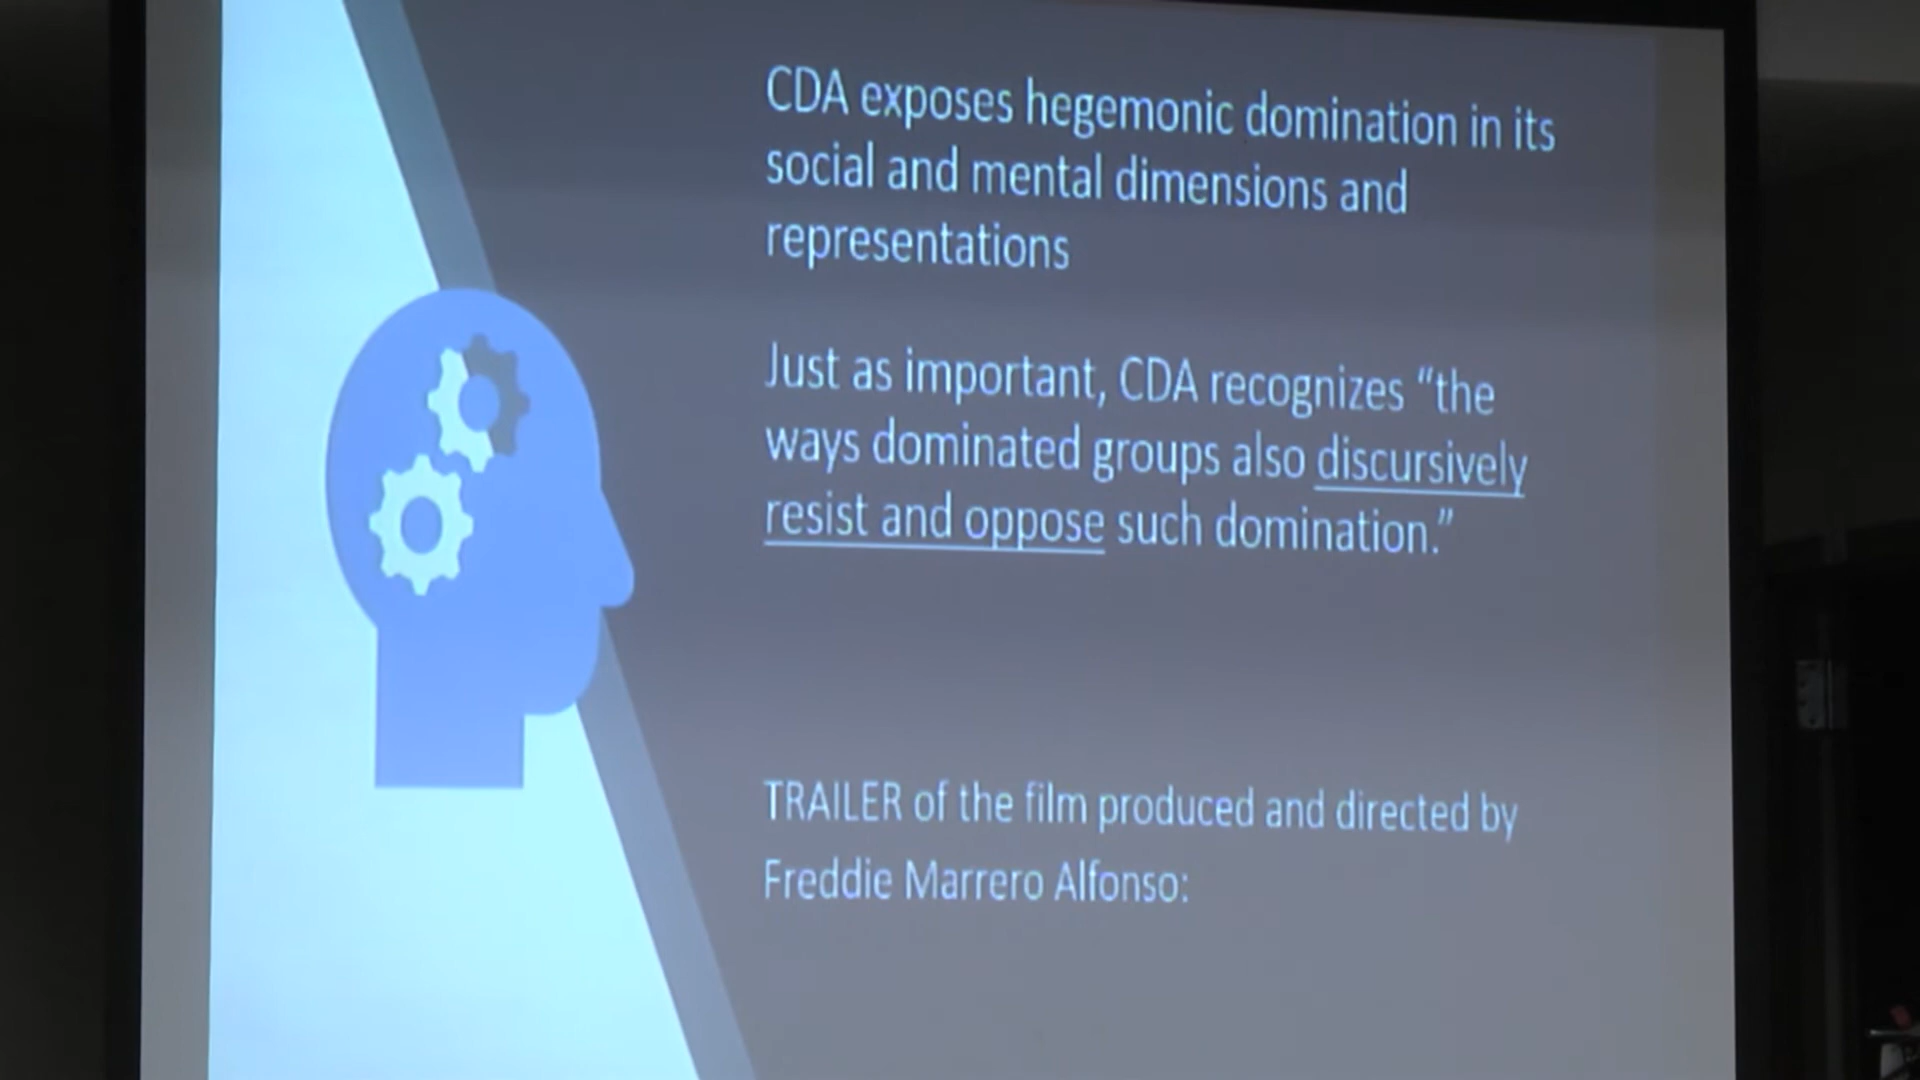 CDA exposes hegemonic domination in its
social and mental dimensions and
representations
Just as important, CDA recognizes “the
ways dominated groups also discursively
resist and oppose such domination.”
TRAILER of the film produced and directed by
Freddie Marrero Alfonso: